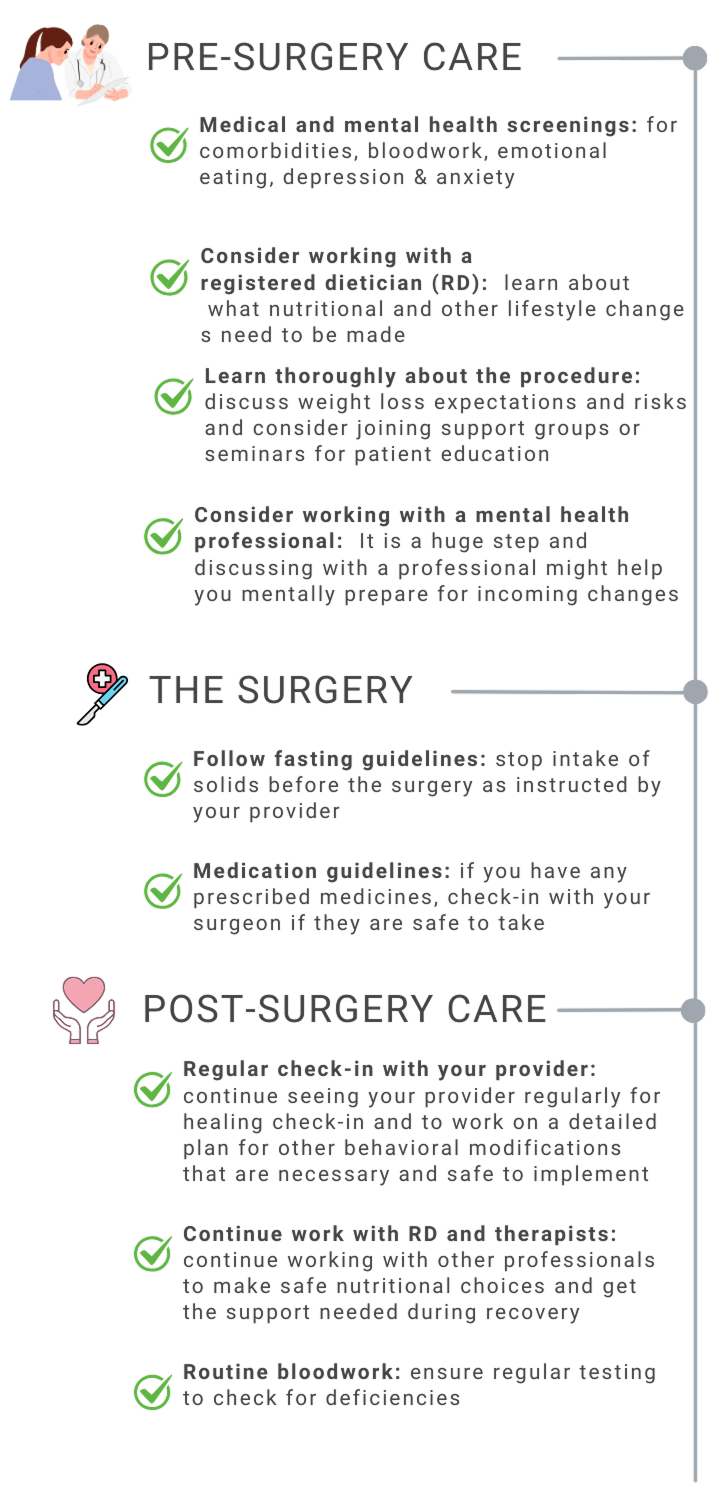 PRE-SURGERY CARE
Medical and mental health screenings: for
comorbidities, bloodwork, emotional
eating, depression & anxiety
Consider working with a
registered dietician (RD):  learn about
what nutritional and other lifestyle change
s need to be made
Learn thoroughly about the procedure:
discuss weight loss expectations and risks
and consider joining support groups or
seminars for patient education
Consider working with a mental health
professional:  It is a huge step and
discussing with a professional might help
you mentally prepare for incoming changes
THE SURGERY
Follow fasting guidelines: stop intake of
solids before the surgery as instructed by
your provider
Medication guidelines: if you have any
prescribed medicines, check-in with your
surgeon if they are safe to take
POST-SURGERY CARE
Regular check-in with your provider:
continue seeing your provider regularly for
healing check-in and to work on a detailed
plan for other behavioral modifications
that are necessary and safe to implement
Continue work with RD and therapists:
continue working with other professionals
to make safe nutritional choices and get
the support needed during recovery
Routine bloodwork: ensure regular testing
to check for deficiencies